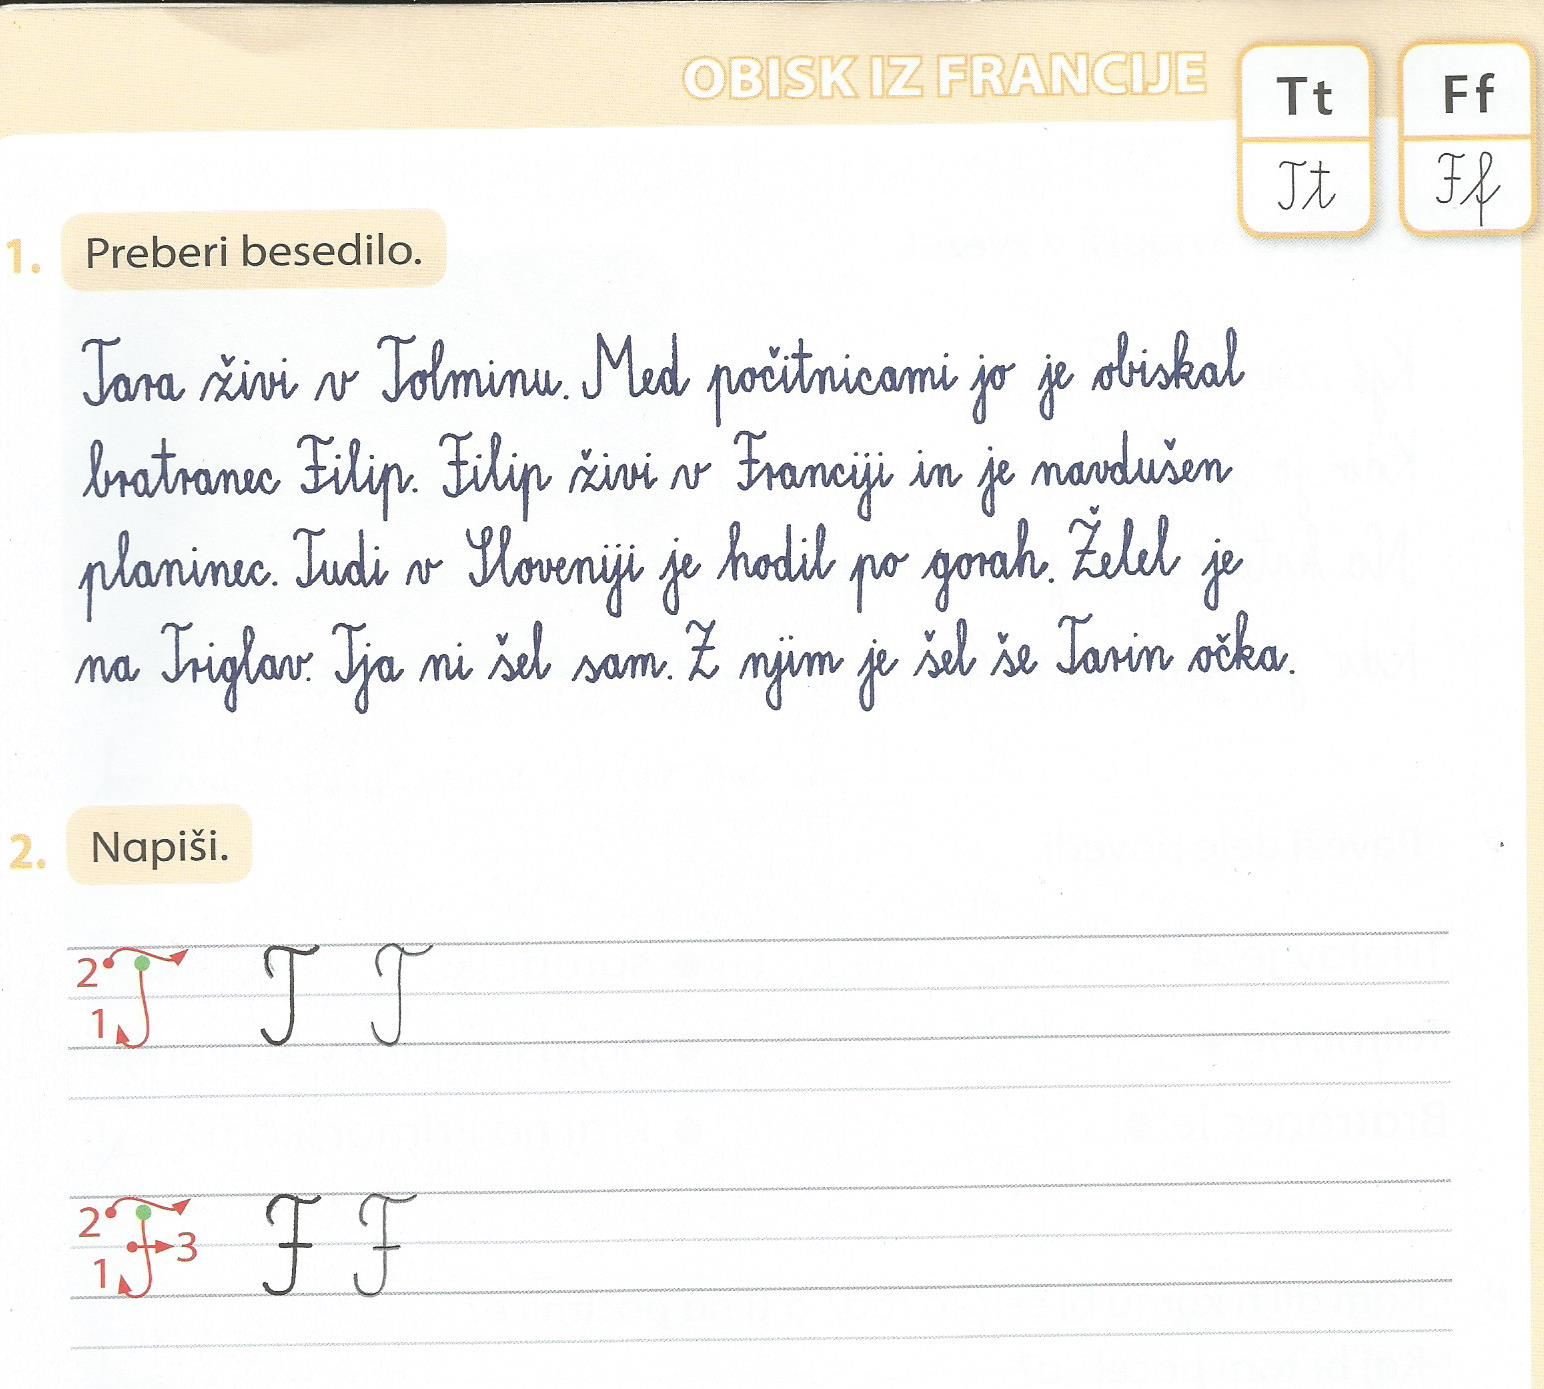 OBISK IZ FRANCIJE
Tt
Ff
Tt
Ff
1. Preberi besedilo.
Tara živi v Tolminu. Med počitnicami jo je obiskal
bratranec Filip. Filip živi v Franciji in je navdušen
planinec. Tudi v Sloveniji je hodil po gorah. Želel je
na Triglav. Tja ni šel sam. Z njim je šel še Tarin očka.
2. Napiši.
2 1 T T
2 1 3 F F